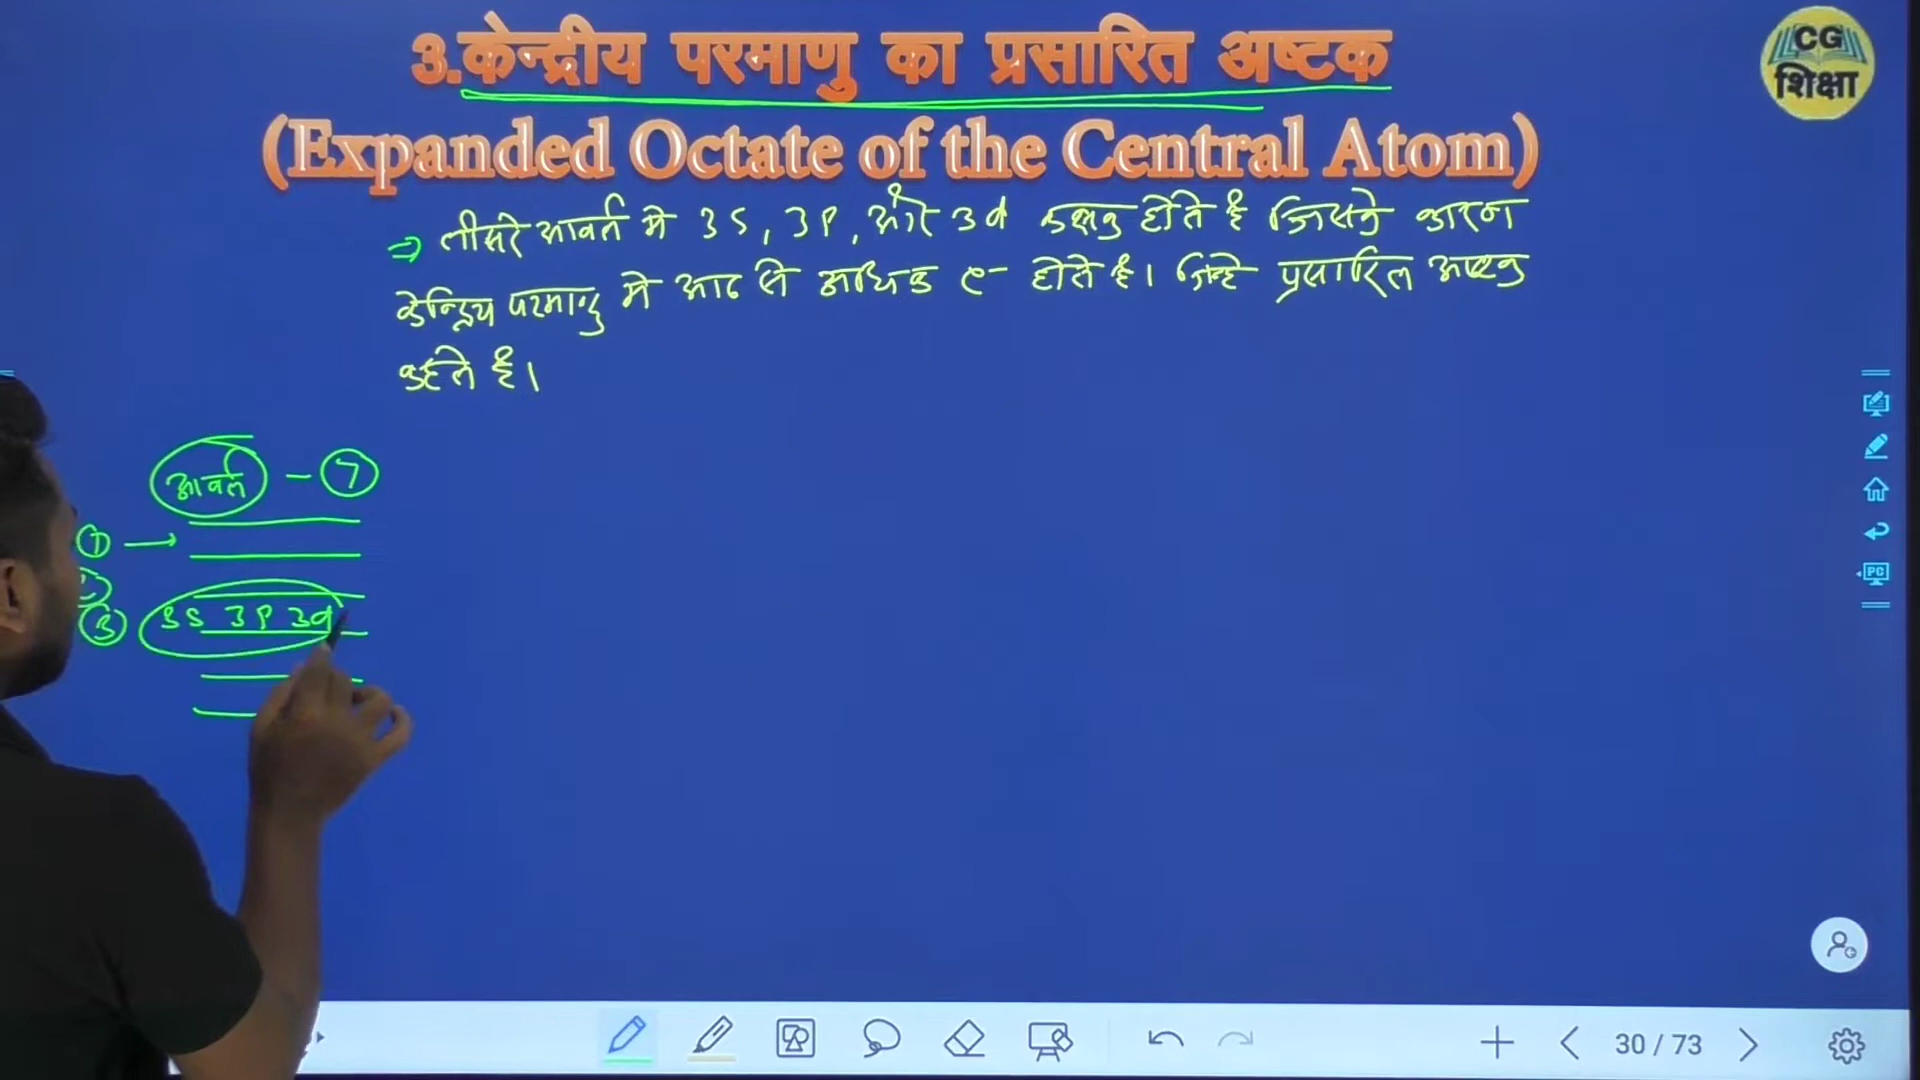 3.केन्द्रीय परमाणु का प्रसारित अष्टक
(Expanded Octate of the Central Atom)
CG
शिक्षा
⇒ तीसरे आवर्त मे 3s, 3p, और 3d कक्षक होते है जिसके कारण
केन्द्रिय परमाणु मे आठ से अधिक e- होते है। जिन्हे प्रसारित अष्टक
कहते है।
आवर्त - 7
1 →
2
3 3s 3p 3d
PC
30 / 73